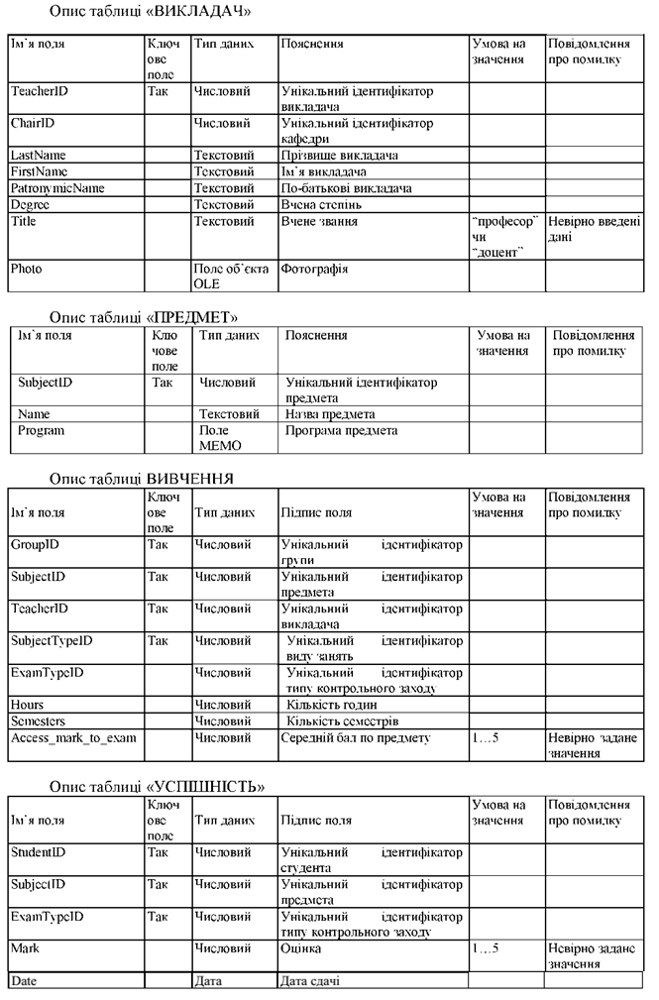 Опис таблиці «ВИКЛАДАЧ»
Ім`я поля Ключ Тип даних Пояснення Умова на Повідомлення
ове значення про помилку
поле
TeacherID Так Числовий Унікальний ідентифікатор
викладача
ChairID Числовий Унікальний ідентифікатор
кафедри
LastName Текстовий Прізвище викладача
FirstName Текстовий Ім`я викладача
PatronymicName Текстовий По-батькові викладача
Degree Текстовий Вчена степінь
Title Текстовий Вчене звання “професор” Невірно введені
чи дані
“доцент”
Photo Поле об`єкта Фотографія
OLE
Опис таблиці «ПРЕДМЕТ»
Ім`я поля Клю Тип даних Пояснення Умова на Повідомлення
чове значення про помилку
поле
SubjectID Так Числовий Унікальний ідентифікатор
предмета
Name Текстовий Назва предмета
Program Поле Програма предмета
MEMO
Опис таблиці ВИВЧЕННЯ
Ключ Умова на Повідомлення
Ім`я поля ове Тип даних Підпис поля значення про помилку
поле
GroupID Так Числовий Унікальний ідентифікатор
групи
SubjectID Так Числовий Унікальний ідентифікатор
предмета
TeacherID Так Числовий Унікальний ідентифікатор
викладача
SubjectTypeID Так Числовий Унікальний ідентифікатор
виду занять
ExamTypeID Числовий Унікальний ідентифікатор
типу контрольного заходу
Hours Числовий Кількість годин
Semesters Числовий Кількість семестрів
Access_mark_to_exam Числовий Середній бал по предмету 1…5 Невірно задане
значення
Опис таблиці «УСПІШНІСТЬ»
Ключ Умова на Повідомлення
Ім`я поля ове Тип даних Підпис поля значення про помилку
поле
StudentID Так Числовий Унікальний ідентифікатор
студента
SubjectID Так Числовий Унікальний ідентифікатор
предмета
ExamTypeID Так Числовий Унікальний ідентифікатор
типу контрольного заходу
Mark Числовий Оцінка 1…5 Невірно задане
значення
Date Дата Дата сдачі